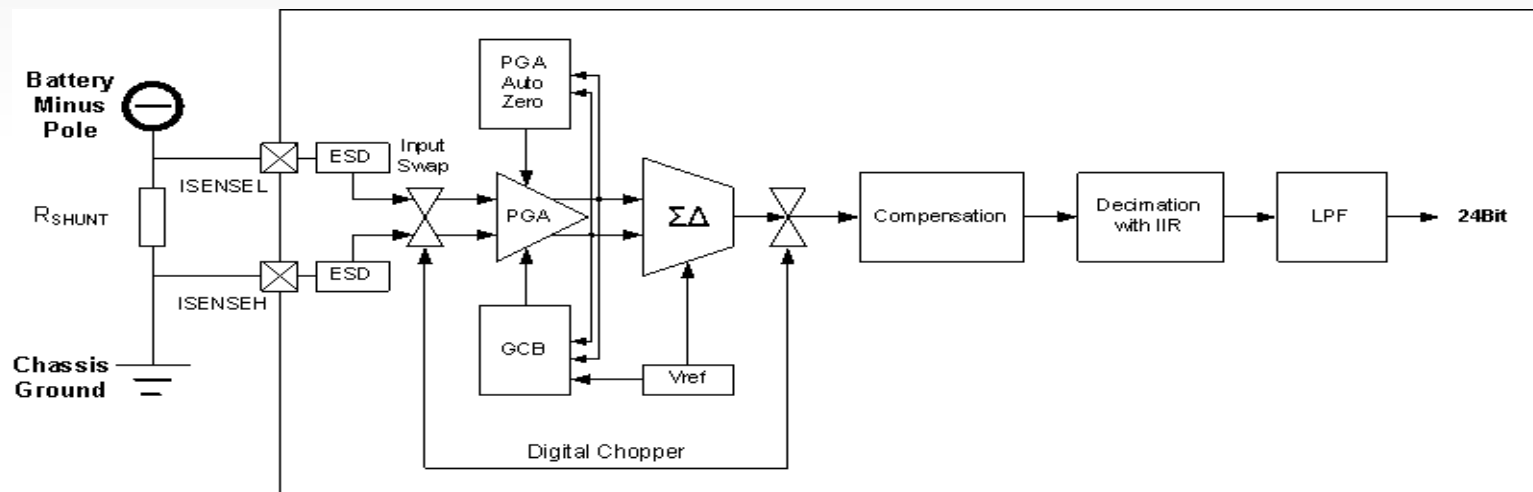 Battery
Minus
Pole
ISENSEL
RSHUNT
ISENSEH
Chassis
Ground
ESD
ESD
Input
Swap
PGA
Auto
Zero
PGA
GCB
ΣΔ
Vref
Digital Chopper
Compensation
Decimation
with IIR
LPF
24Bit